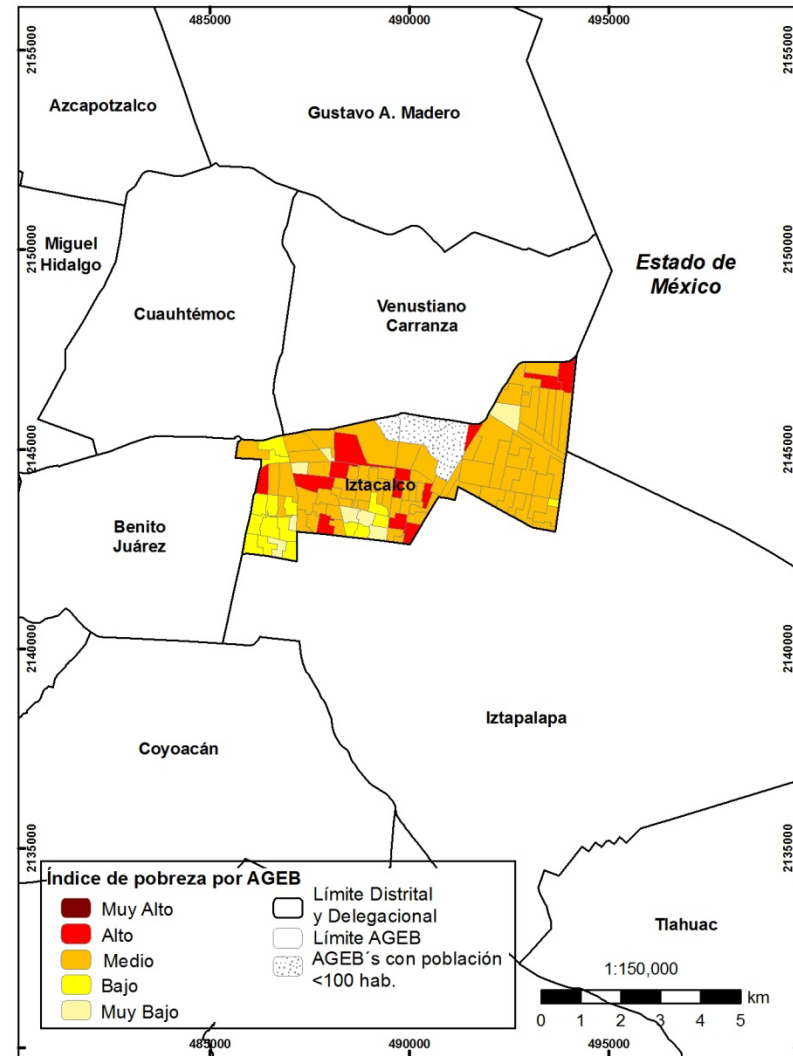 485000
490000
495000
2155000
2155000
Azcapotzalco
Gustavo A. Madero
2150000
2150000
Miguel
Hidalgo
Estado de
México
Cuauhtémoc
Venustiano
Carranza
2145000
2145000
Iztacalco
Benito
Juárez
2140000
2140000
Iztapalapa
Coyoacán
2135000
2135000
Índice de pobreza por AGEB
Muy Alto
Alto
Medio
Bajo
Muy Bajo
Límite Distrital
y Delegacional
Límite AGEB
AGEB´s con población
<100 hab.
Tlahuac
1:150,000
km
0 1 2 3 4 5
485000
490000
495000